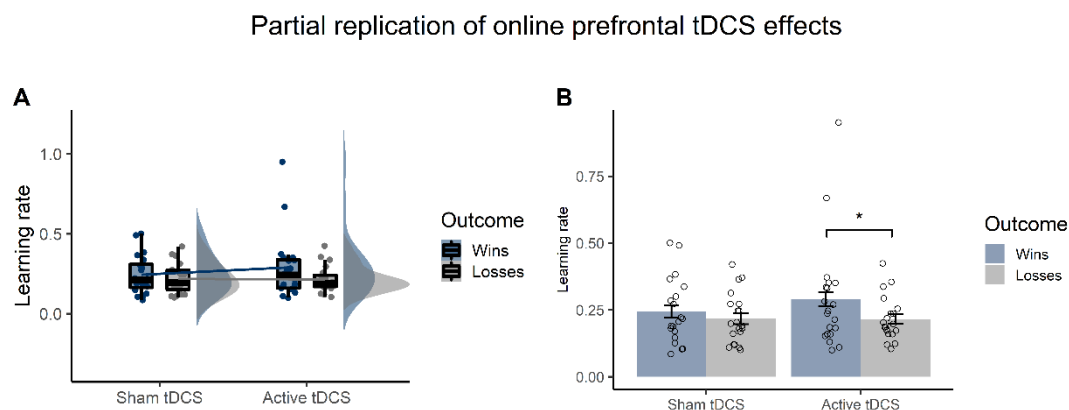 Partial replication of online prefrontal tDCS effects
A
Learning rate
1.0
0.5
0.0
Sham tDCS
Active tDCS
Outcome
Wins
Losses
B
Learning rate
0.75
0.50
0.25
0.00
*
Sham tDCS
Active tDCS
Outcome
Wins
Losses